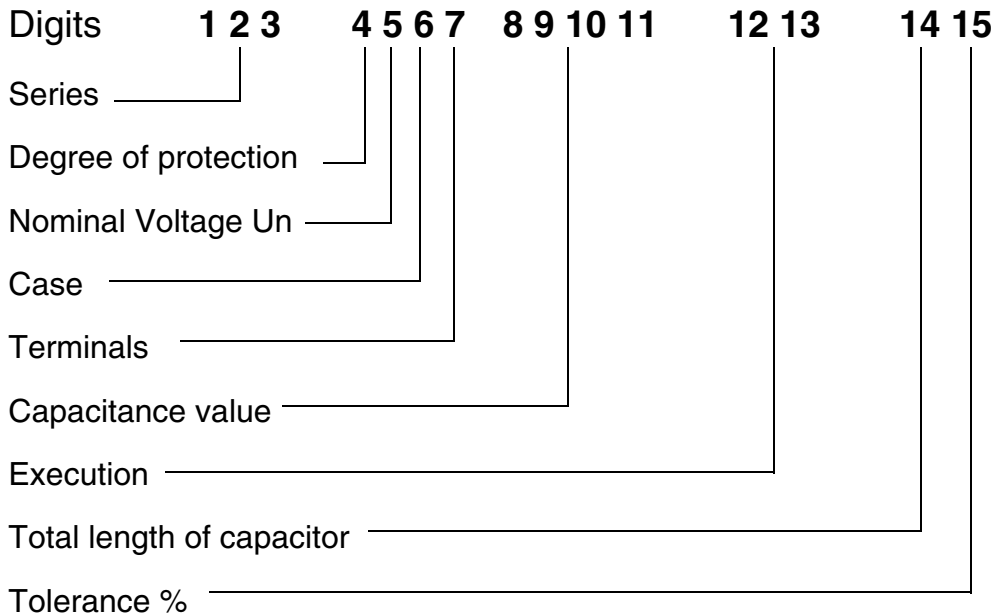 Digits 1 2 3 4 5 6 7 8 9 10 11 12 13 14 15
Series
Degree of protection
Nominal Voltage Un
Case
Terminals
Capacitance value
Execution
Total length of capacitor
Tolerance %